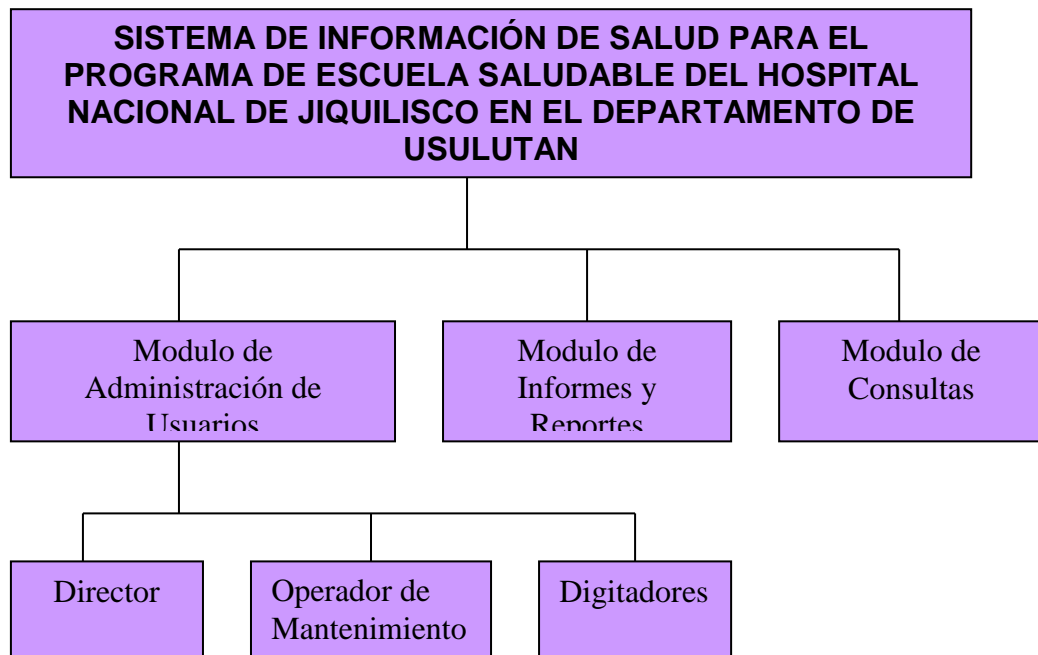 SISTEMA DE INFORMACIÓN DE SALUD PARA EL
PROGRAMA DE ESCUELA SALUDABLE DEL HOSPITAL
NACIONAL DE JIQUILISCO EN EL DEPARTAMENTO DE
USULUTAN
Modulo de
Administración de
Usuarios
Modulo de
Informes y
Reportes
Modulo de
Consultas
Director
Operador de
Mantenimiento
Digitadores